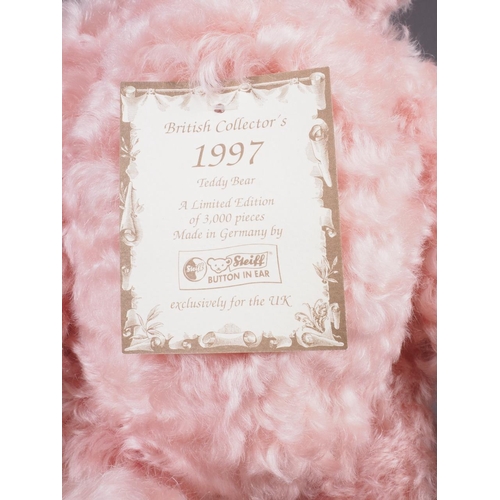 British Collector's
1997
Teddy Bear
A Limited Edition
of 3,000 pieces
Made in Germany by
Steiff Steiff
BUTTON IN EAR
exclusively for the UK